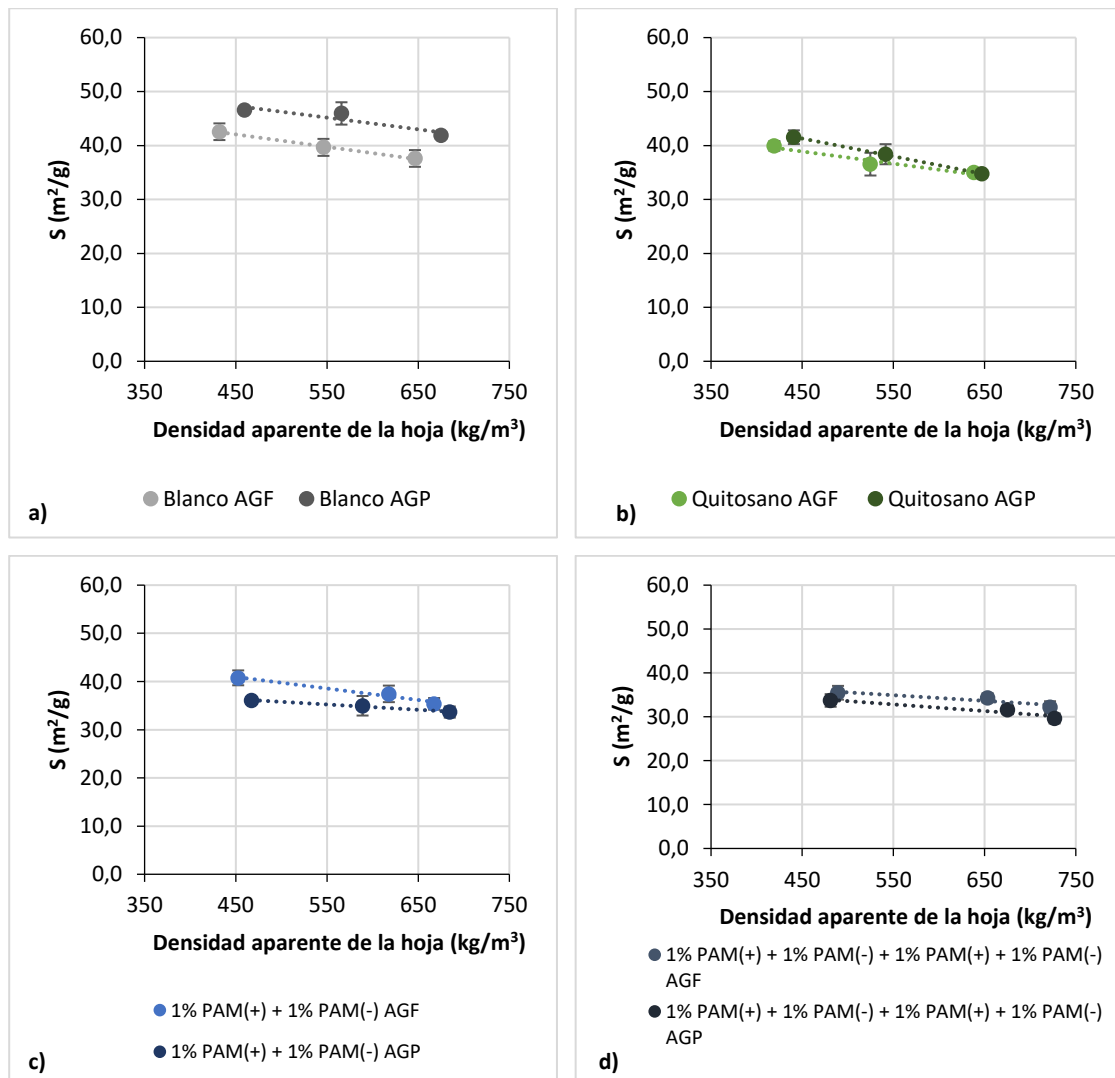 60,0
50,0
40,0
30,0
20,0
10,0
0,0
S (m²/g)
350 450 550 650 750
Densidad aparente de la hoja (kg/m³)
Blanco AGF Blanco AGP
a)
60,0
50,0
40,0
30,0
20,0
10,0
0,0
S (m²/g)
350 450 550 650 750
Densidad aparente de la hoja (kg/m³)
Quitosano AGF Quitosano AGP
b)
60,0
50,0
40,0
30,0
20,0
10,0
0,0
S (m²/g)
350 450 550 650 750
Densidad aparente de la hoja (kg/m³)
1% PAM(+) + 1% PAM(-) AGF
1% PAM(+) + 1% PAM(-) AGP
c)
60,0
50,0
40,0
30,0
20,0
10,0
0,0
S (m²/g)
350 450 550 650 750
Densidad aparente de la hoja (kg/m³)
1% PAM(+) + 1% PAM(-) + 1% PAM(+) + 1% PAM(-)
AGF
1% PAM(+) + 1% PAM(-) + 1% PAM(+) + 1% PAM(-)
AGP
d)